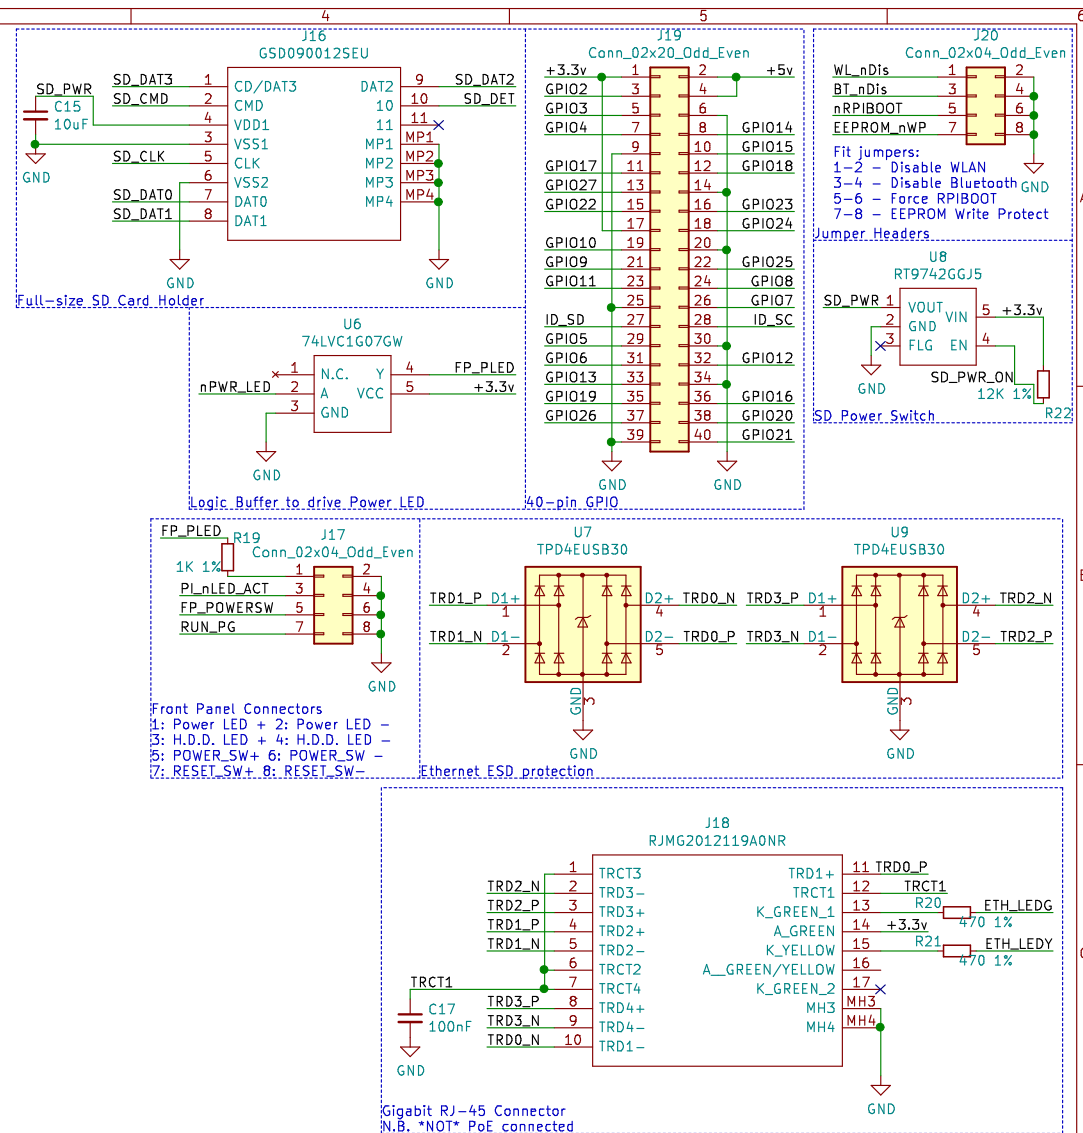 4 5 6
J16
GSD090012SEU
SD_PWR
C15
10uF
GND
SD_DAT3 1 CD/DAT3 DAT2 9 SD_DAT2
SD_CMD 2 CMD 10 10 SD_DET
4 VDD1 11 11
3 VSS1 MP1 MP1
SD_CLK 5 CLK MP2 MP2
6 VSS2 MP3 MP3
SD_DAT0 7 DAT0 MP4 MP4
SD_DAT1 8 DAT1
GND GND
Full-size SD Card Holder
U6
74LVC1G07GW
1 N.C. Y 4 FP_PLED
nPWR_LED 2 A VCC 5 +3.3v
3 GND
GND
Logic Buffer to drive Power LED
J19
Conn_02x20_Odd_Even
+3.3v 1 2 +5v
GPIO2 3 4
GPIO3 5 6
GPIO4 7 8 GPIO14
9 10 GPIO15
GPIO17 11 12 GPIO18
GPIO27 13 14
GPIO22 15 16 GPIO23
17 18 GPIO24
GPIO10 19 20
GPIO9 21 22 GPIO25
GPIO11 23 24 GPIO8
25 26 GPIO7
ID_SD 27 28 ID_SC
GPIO5 29 30
GPIO6 31 32 GPIO12
GPIO13 33 34
GPIO19 35 36 GPIO16
GPIO26 37 38 GPIO20
39 40 GPIO21
GND GND
40-pin GPIO
J20
Conn_02x04_Odd_Even
WL_nDis 1 2
BT_nDis 3 4
nRPIBOOT 5 6
EEPROM_nWP 7 8
GND
Fit jumpers:
1-2 - Disable WLAN
3-4 - Disable Bluetooth
5-6 - Force RPIBOOT
7-8 - EEPROM Write Protect
Jumper Headers
A
U8
RT9742GGJ5
SD_PWR 1 VOUT VIN 5 +3.3v
2 GND
3 FLG EN 4
GND
SD_PWR_ON
12K 1%
R22
SD Power Switch
FP_PLED
R19
1K 1%
J17
Conn_02x04_Odd_Even
1 2
PI_nLED_ACT 3 4
FP_POWERSW 5 6
RUN_PG 7 8
GND
Front Panel Connectors
1: Power LED + 2: Power LED -
3: H.D.D. LED + 4: H.D.D. LED -
5: POWER_SW+ 6: POWER_SW -
7: RESET_SW+ 8: RESET_SW-
U7
TPD4EUSB30
TRD1_P D1+ 1 D2+ 4 TRD0_N
TRD1_N D1- 2 D2- 5 TRD0_P
GND 3
GND
U9
TPD4EUSB30
TRD3_P D1+ 1 D2+ 4 TRD2_N
TRD3_N D1- 2 D2- 5 TRD2_P
GND 3
GND
Ethernet ESD protection
B
J18
RJMG2012119A0NR
1 TRCT3 TRD1+ 11 TRD0_P
TRD2_N 2 TRD3- TRCT1 12 TRCT1
TRD2_P 3 TRD3+ K_GREEN_1 13 R20 470 1% ETH_LEDG
TRD1_P 4 TRD2+ A_GREEN 14 +3.3v
TRD1_N 5 TRD2- K_YELLOW 15 R21 470 1% ETH_LEDY
6 TRCT2 A__GREEN/YELLOW 16
TRCT1 7 TRCT4 K_GREEN_2 17
TRD3_P 8 TRD4+ MH3 MH3
TRD3_N 9 TRD4- MH4 MH4
TRD0_N 10 TRD1-
C17
100nF
GND
GND
Gigabit RJ-45 Connector
N.B. *NOT* PoE connected
C